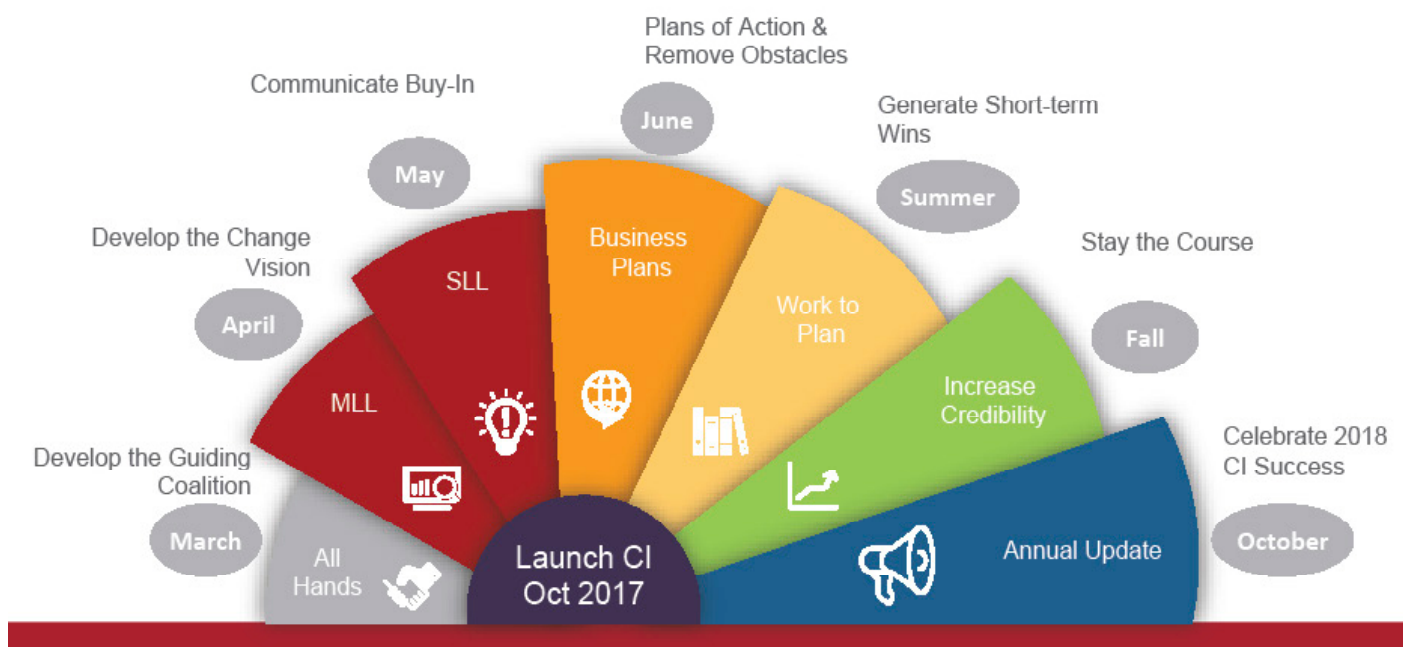 Develop the Guiding
Coalition
March
All
Hands
Develop the Change
Vision
April
MLL
Communicate Buy-In
May
SLL
Plans of Action &
Remove Obstacles
June
Business
Plans
Generate Short-term
Wins
Summer
Work to
Plan
Stay the Course
Fall
Increase
Credibility
Celebrate 2018
CI Success
October
Annual Update
Launch CI
Oct 2017